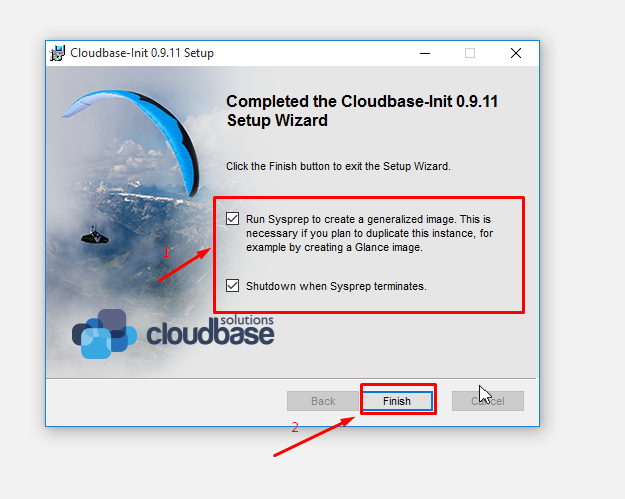 Cloudbase-Init 0.9.11 Setup
Completed the Cloudbase-Init 0.9.11
Setup Wizard
Click the Finish button to exit the Setup Wizard.
Run Sysprep to create a generalized image. This is
necessary if you plan to duplicate this instance, for
example by creating a Glance image.
1
Shutdown when Sysprep terminates.
solutions
cloudbase
Back
Finish
Cancel
2